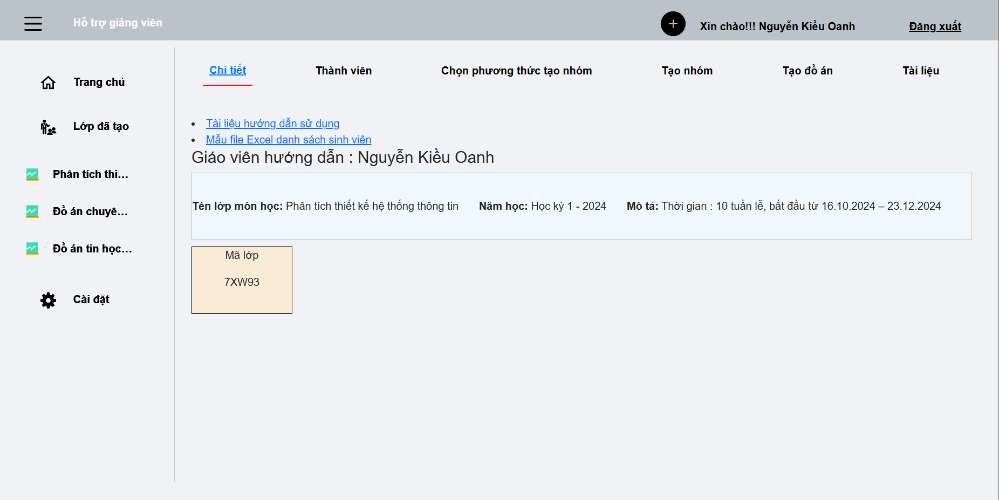 Hỗ trợ giảng viên
Xin chào!!! Nguyễn Kiều Oanh
Đăng xuất
Trang chủ
Lớp đã tạo
Phân tích thi...
Đồ án chuyê...
Đồ án tin học...
Cài đặt
Chi tiết
Thành viên
Chọn phương thức tạo nhóm
Tạo nhóm
Tạo đồ án
Tài liệu
Tài liệu hướng dẫn sử dụng
Mẫu file Excel danh sách sinh viên
Giáo viên hướng dẫn : Nguyễn Kiều Oanh
Tên lớp môn học: Phân tích thiết kế hệ thống thông tin
Năm học: Học kỳ 1 - 2024
Mô tả: Thời gian : 10 tuần lễ, bắt đầu từ 16.10.2024 – 23.12.2024
Mã lớp
7XW93